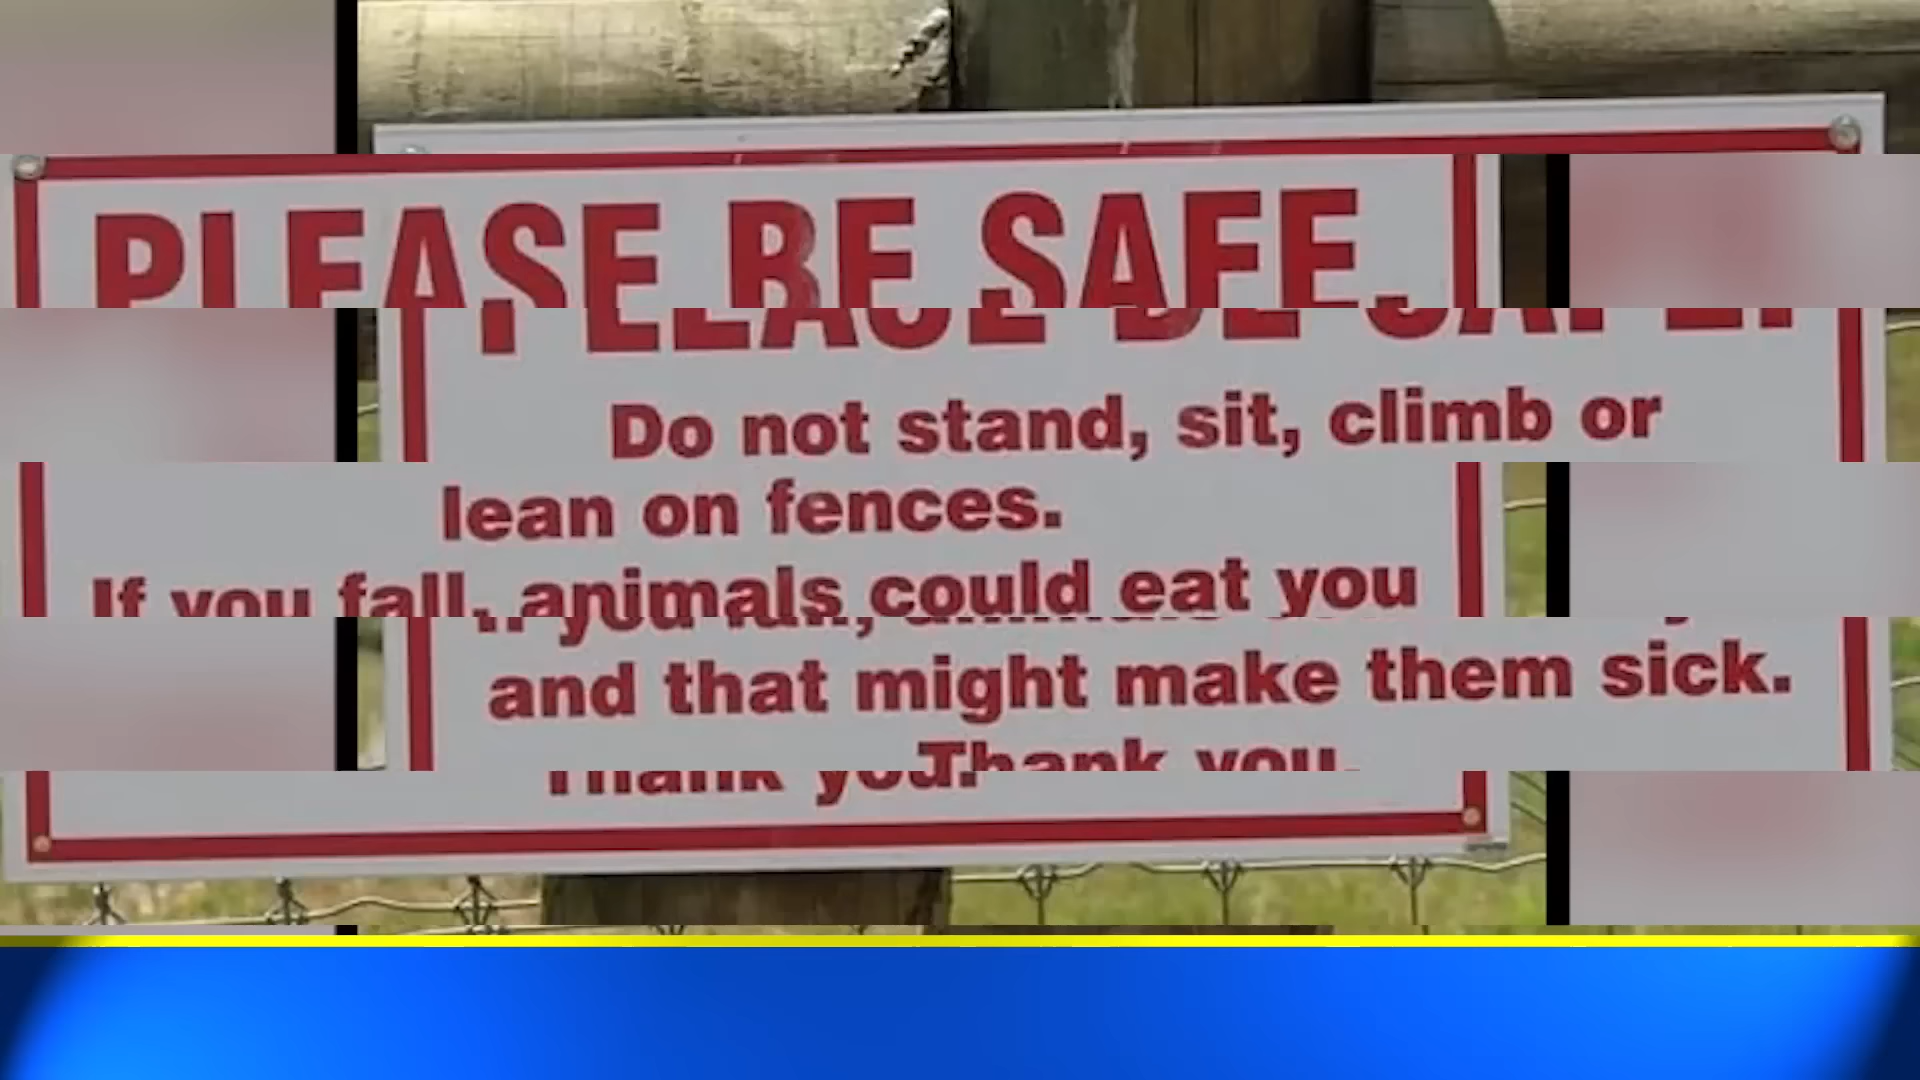 PLEASE BE SAFE.
Do not stand, sit, climb or
lean on fences.
If you fall, animals could eat you
and that might make them sick.
Thank you.